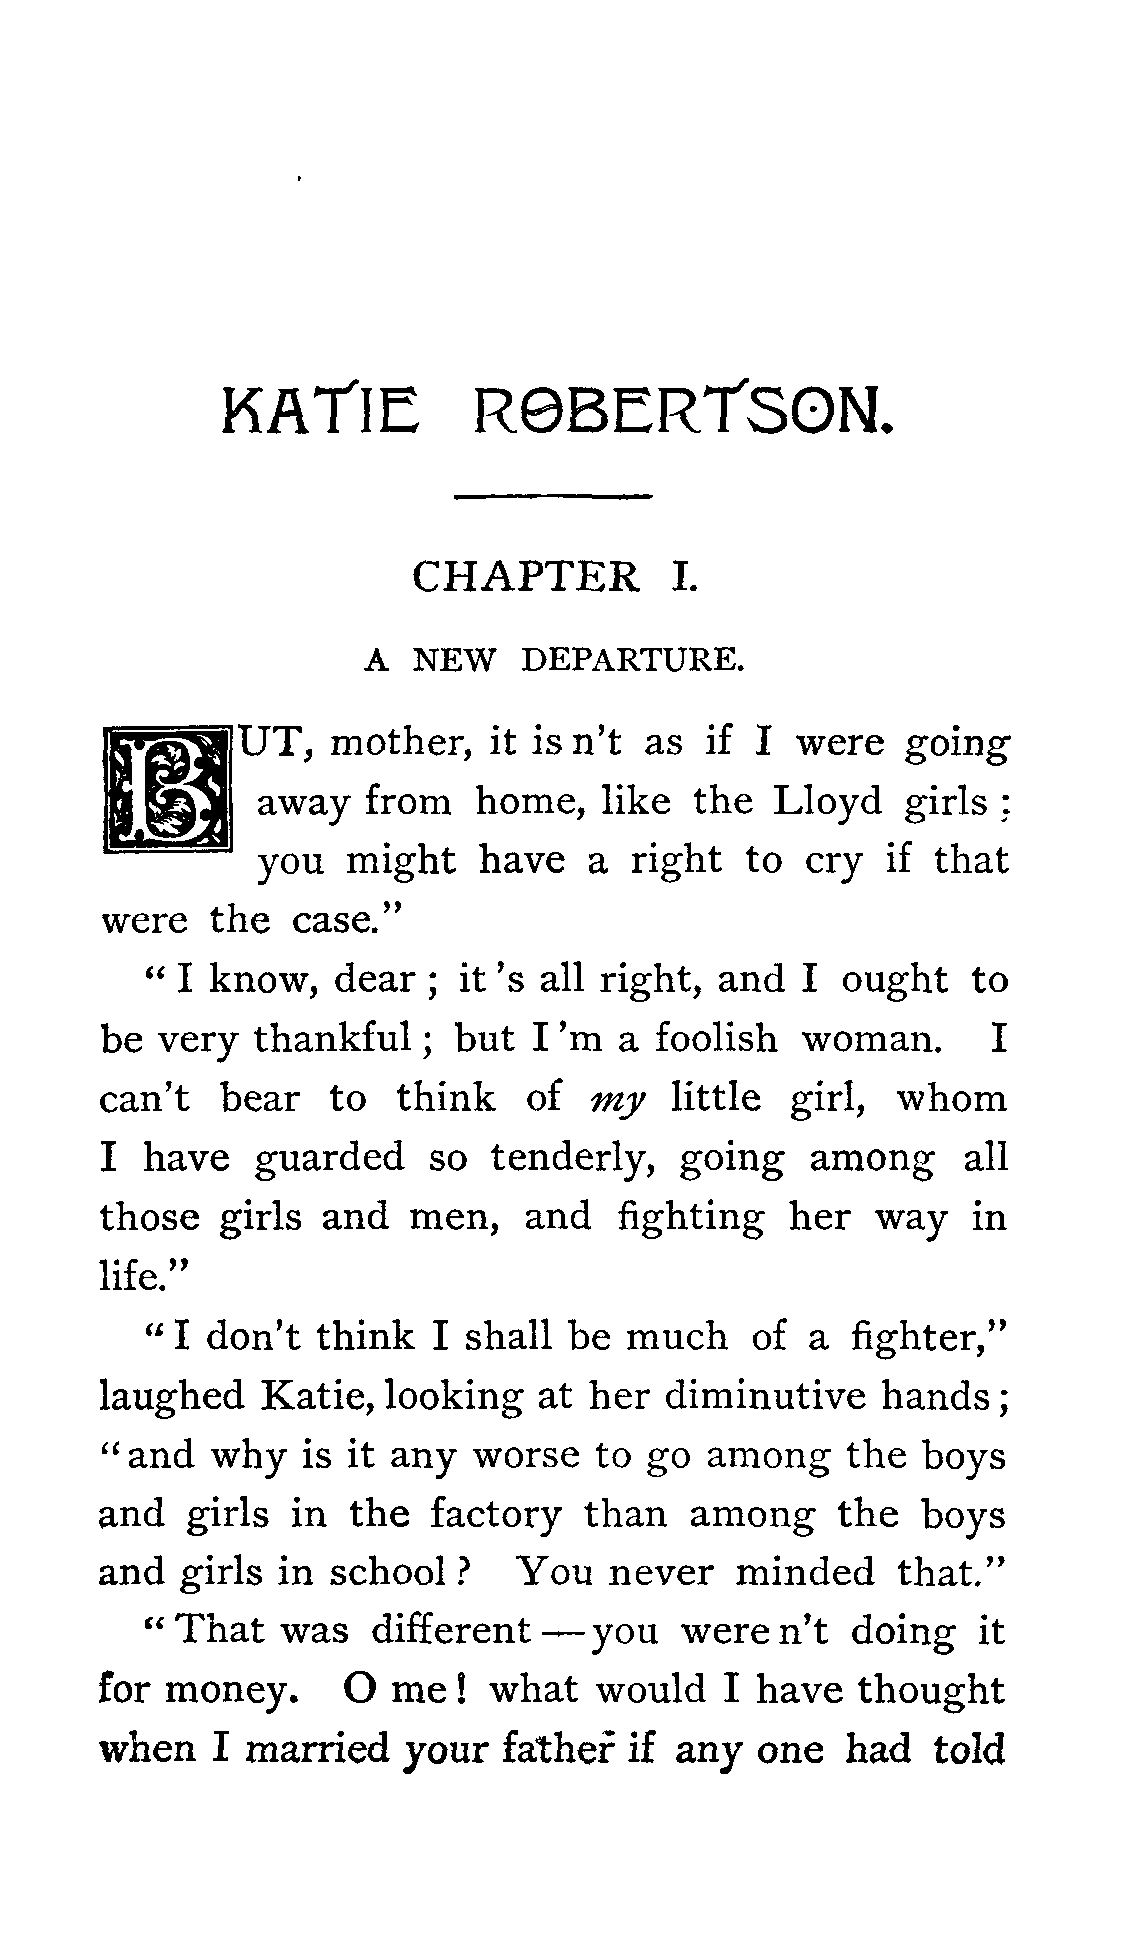 KATIE ROBERTSON.
CHAPTER I.
A NEW DEPARTURE.
BUT, mother, it isn't as if I were going
away from home, like the Lloyd girls;
you might have a right to cry if that
were the case."
"I know, dear; it's all right, and I ought to
be very thankful; but I'm a foolish woman. I
can't bear to think of my little girl, whom
I have guarded so tenderly, going among all
those girls and men, and fighting her way in
life."
"I don't think I shall be much of a fighter,"
laughed Katie, looking at her diminutive hands;
"and why is it any worse to go among the boys
and girls in the factory than among the boys
and girls in school? You never minded that."
"That was different—you weren't doing it
for money. O me! what would I have thought
when I married your father if any one had told